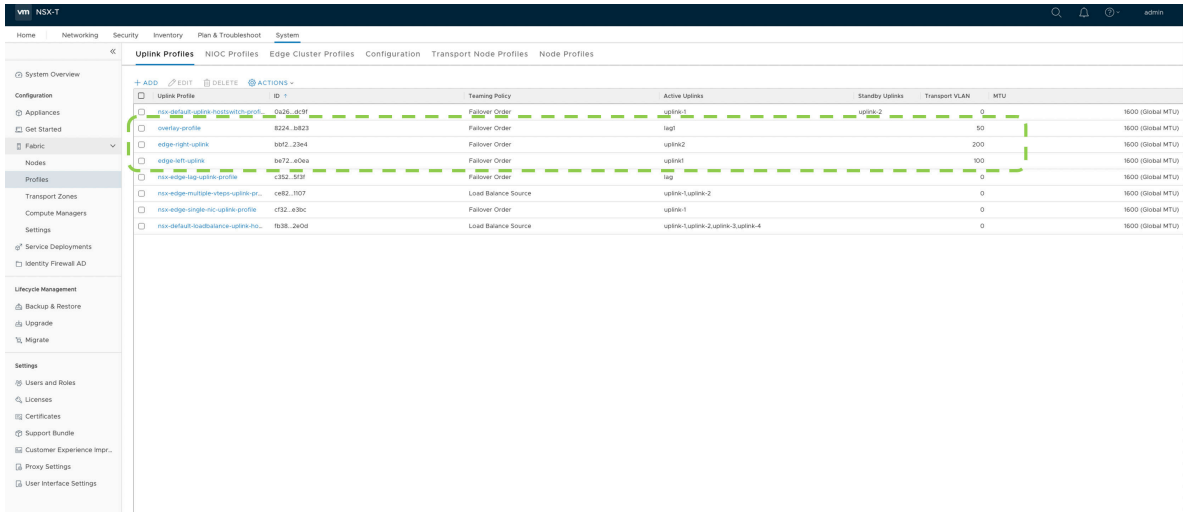 vm NSX-T admin
Home Networking Security Inventory Plan & Troubleshoot System
«
System Overview
Configuration
Appliances
Get Started
Fabric
Nodes
Profiles
Transport Zones
Compute Managers
Settings
Service Deployments
Identity Firewall AD
Lifecycle Management
Backup & Restore
Upgrade
Migrate
Settings
Users and Roles
Licenses
Certificates
Support Bundle
Customer Experience Impr...
Proxy Settings
User Interface Settings
Uplink Profiles NIOC Profiles Edge Cluster Profiles Configuration Transport Node Profiles Node Profiles
+ ADD EDIT DELETE ACTIONS
Uplink Profile ID ↑ Teaming Policy Active Uplinks Standby Uplinks Transport VLAN MTU
nsx-default-uplink-hostswitch-profi... 0a26...dc9f Failover Order uplink-1 uplink-2 0 1600 (Global MTU)
overlay-profile 8224...b823 Failover Order lag1 50 1600 (Global MTU)
edge-right-uplink bbf2...23e4 Failover Order uplink2 200 1600 (Global MTU)
edge-left-uplink be72...e0ea Failover Order uplink1 100 1600 (Global MTU)
nsx-edge-lag-uplink-profile c352...5f3f Failover Order lag 0 1600 (Global MTU)
nsx-edge-multiple-vteps-uplink-pr... ce82...1107 Load Balance Source uplink-1,uplink-2 0 1600 (Global MTU)
nsx-edge-single-nic-uplink-profile cf32...e3bc Failover Order uplink-1 0 1600 (Global MTU)
nsx-default-loadbalance-uplink-ho... fb38...2e0d Load Balance Source uplink-1,uplink-2,uplink-3,uplink-4 0 1600 (Global MTU)